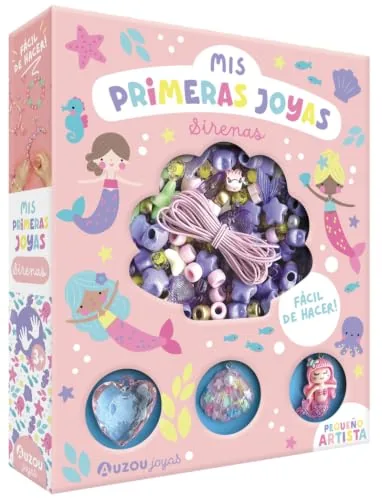 ¡FÁCIL DE HACER!
MIS
PRIMERAS
JOYAS
Sirenas
3+
MIS
PRIMERAS JOYAS
Sirenas
¡FÁCIL
DE HACER!
PEQUEÑO
ARTISTA
AUZOU joyas